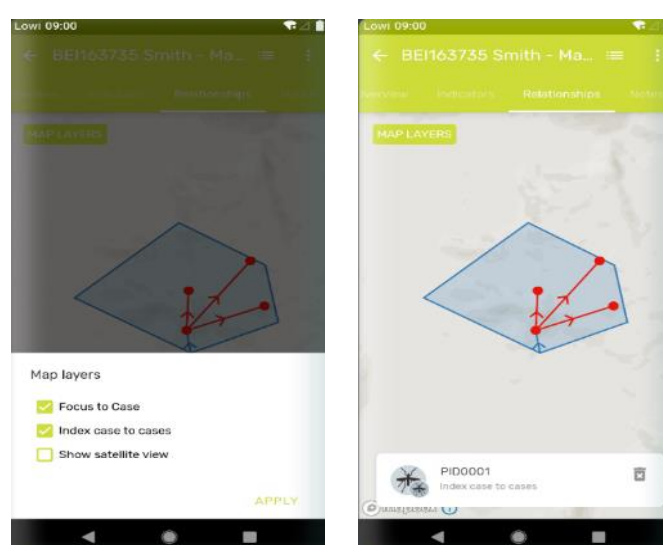 Lowi 09:00
BEI163735 Smith - Ma...
Relationships
MAP LAYERS
Map layers
Focus to Case
Index case to cases
Show satellite view
APPLY
Lowi 09:00
BEI163735 Smith - Ma...
Overview Indicators Relationships Notes
MAP LAYERS
PID0001
Index case to cases